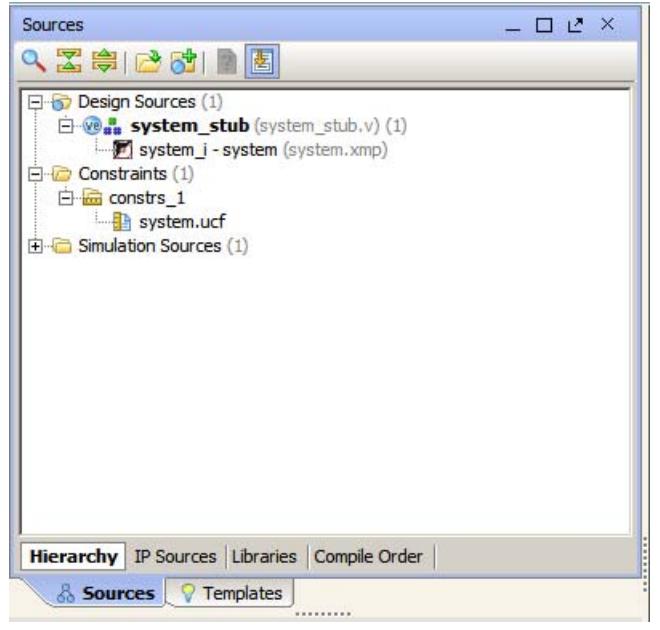 Sources
Design Sources (1)
ve system_stub (system_stub.v) (1)
system_i - system (system.xmp)
Constraints (1)
constrs_1
system.ucf
Simulation Sources (1)
Hierarchy IP Sources Libraries Compile Order
Sources Templates